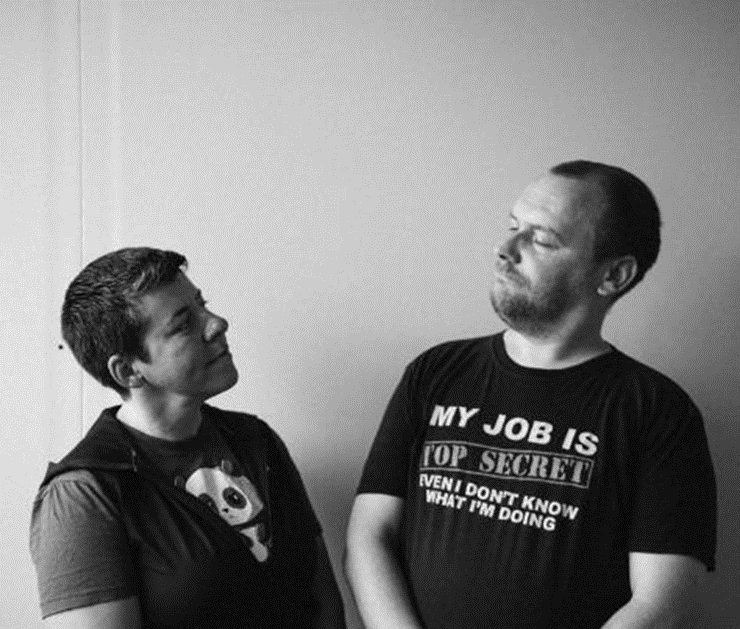 MY JOB IS
TOP SECRET
EVEN I DON'T KNOW
WHAT I'M DOING